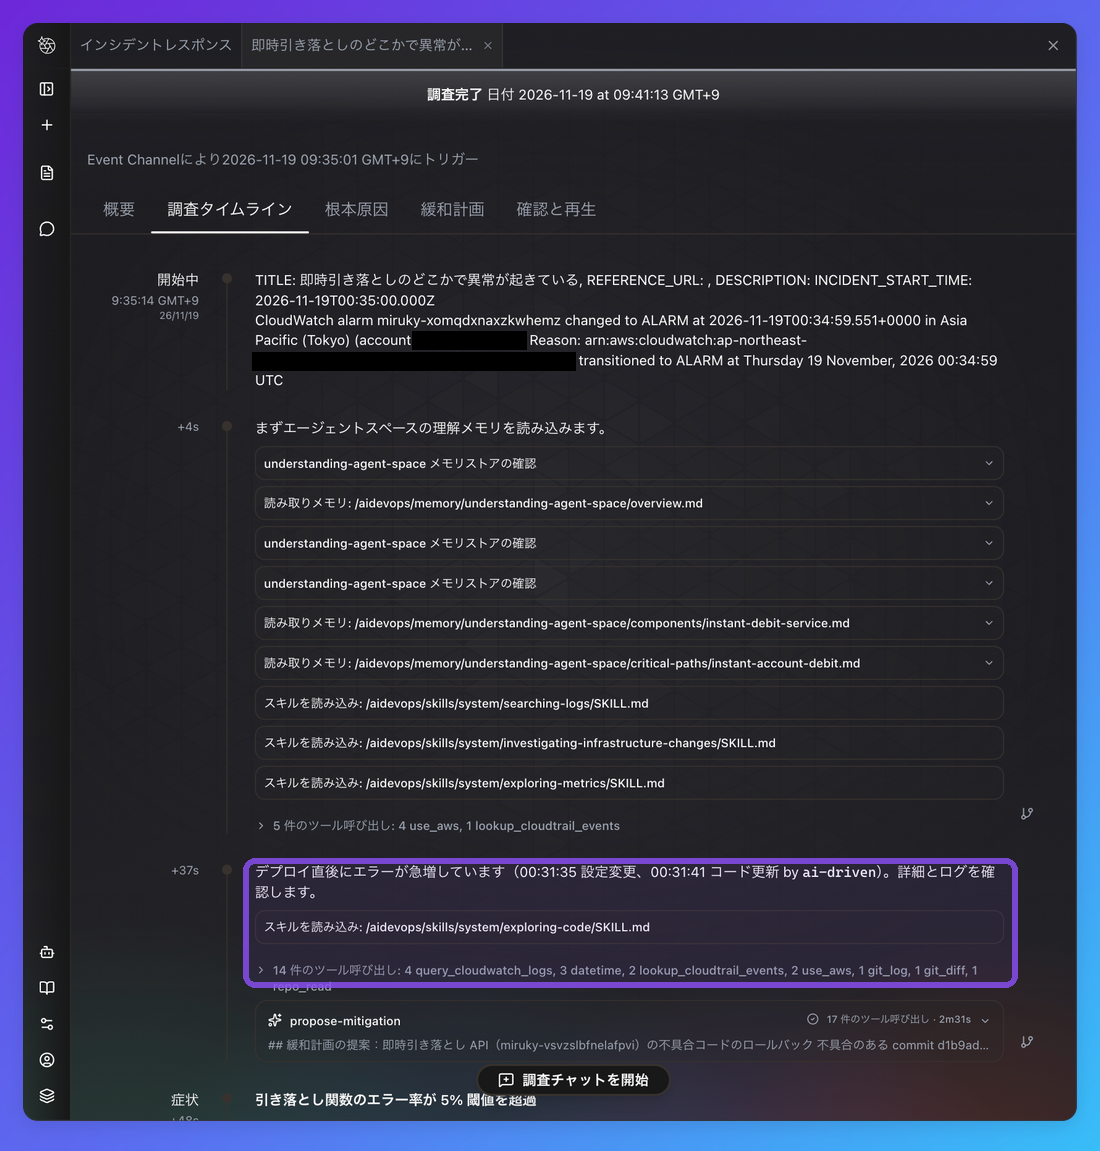 インシデントレスポンス
即時引き落としのどこかで異常が...
調査完了 日付 2026-11-19 at 09:41:13 GMT+9
Event Channelにより2026-11-19 09:35:01 GMT+9にトリガー
概要 調査タイムライン 根本原因 緩和計画 確認と再生
開始中
9:35:14 GMT+9
26/11/19
TITLE: 即時引き落としのどこかで異常が起きている, REFERENCE_URL: , DESCRIPTION: INCIDENT_START_TIME:
2026-11-19T00:35:00.000Z
CloudWatch alarm miruky-xomqdxnaxzkwhemz changed to ALARM at 2026-11-19T00:34:59.551+0000 in Asia
Pacific (Tokyo) (account Reason: arn:aws:cloudwatch:ap-northeast-
transitioned to ALARM at Thursday 19 November, 2026 00:34:59
UTC
+4s
まずエージェントスペースの理解メモリを読み込みます。
understanding-agent-space メモリストアの確認
読み取りメモリ: /aidevops/memory/understanding-agent-space/overview.md
understanding-agent-space メモリストアの確認
understanding-agent-space メモリストアの確認
読み取りメモリ: /aidevops/memory/understanding-agent-space/components/instant-debit-service.md
読み取りメモリ: /aidevops/memory/understanding-agent-space/critical-paths/instant-account-debit.md
スキルを読み込み: /aidevops/skills/system/searching-logs/SKILL.md
スキルを読み込み: /aidevops/skills/system/investigating-infrastructure-changes/SKILL.md
スキルを読み込み: /aidevops/skills/system/exploring-metrics/SKILL.md
5 件のツール呼び出し: 4 use_aws, 1 lookup_cloudtrail_events
+37s
デプロイ直後にエラーが急増しています（00:31:35 設定変更、00:31:41 コード更新 by ai-driven）。詳細とログを確
認します。
スキルを読み込み: /aidevops/skills/system/exploring-code/SKILL.md
14 件のツール呼び出し: 4 query_cloudwatch_logs, 3 datetime, 2 lookup_cloudtrail_events, 2 use_aws, 1 git_log, 1 git_diff, 1
repo_read
propose-mitigation
17 件のツール呼び出し · 2m31s
## 緩和計画の提案：即時引き落とし API（miruky-vsvzslbfnelafpvi）の不具合コードのロールバック 不具合のある commit d1b9ad...
調査チャットを開始
症状
引き落とし関数のエラー率が 5% 閾値を超過
+48s